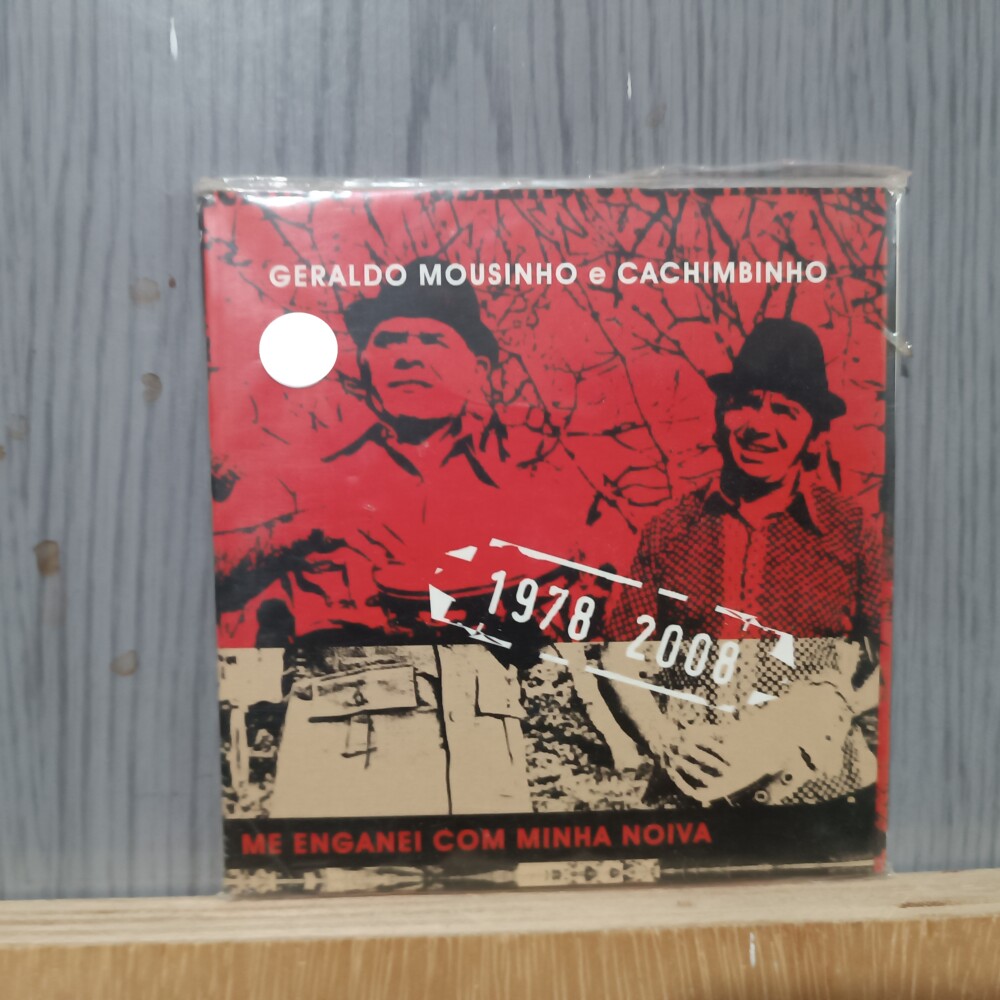 GERALDO MOUSINHO e CACHIMBINHO
1978 2008
ME ENGANEI COM MINHA NOIVA